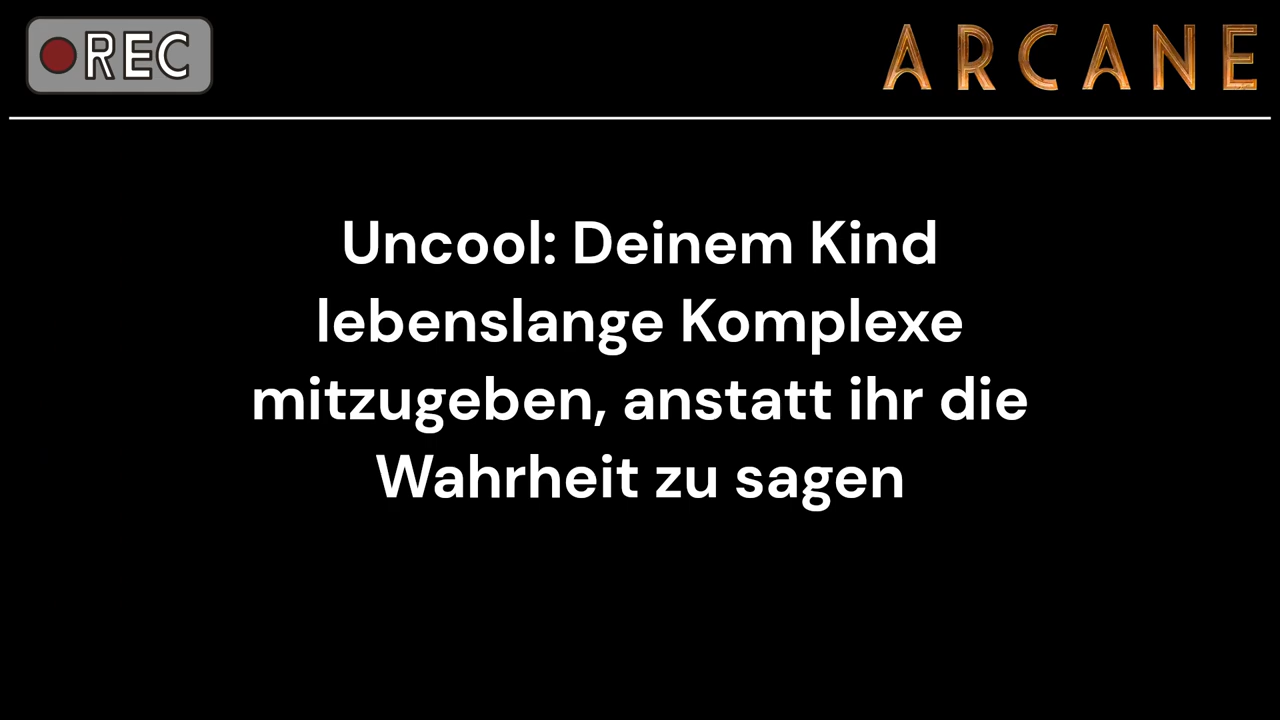 REC
ARCANE
Uncool: Deinem Kind
lebenslange Komplexe
mitzugeben, anstatt ihr die
Wahrheit zu sagen